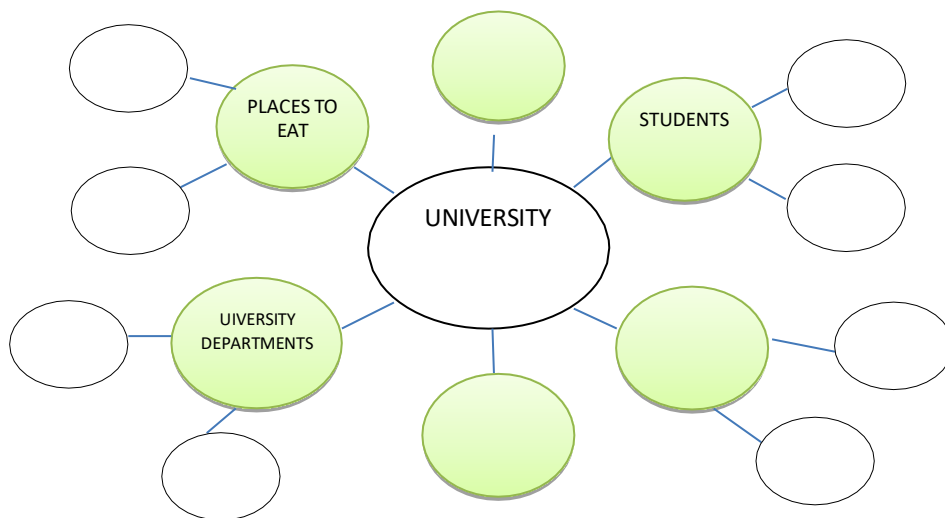 PLACES TO
EAT
STUDENTS
UNIVERSITY
UIVERSITY
DEPARTMENTS